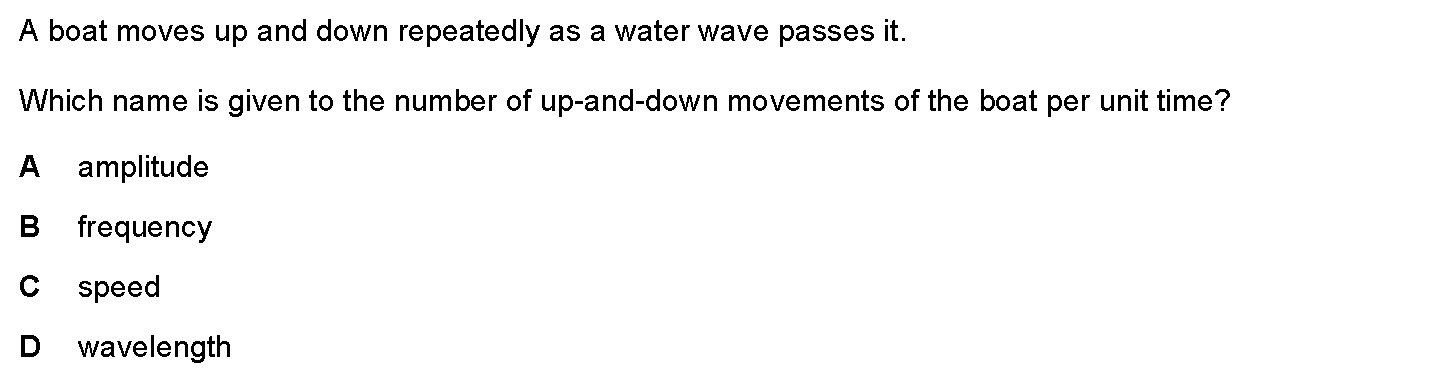 A boat moves up and down repeatedly as a water wave passes it.
Which name is given to the number of up-and-down movements of the boat per unit time?
A amplitude
B frequency
C speed
D wavelength